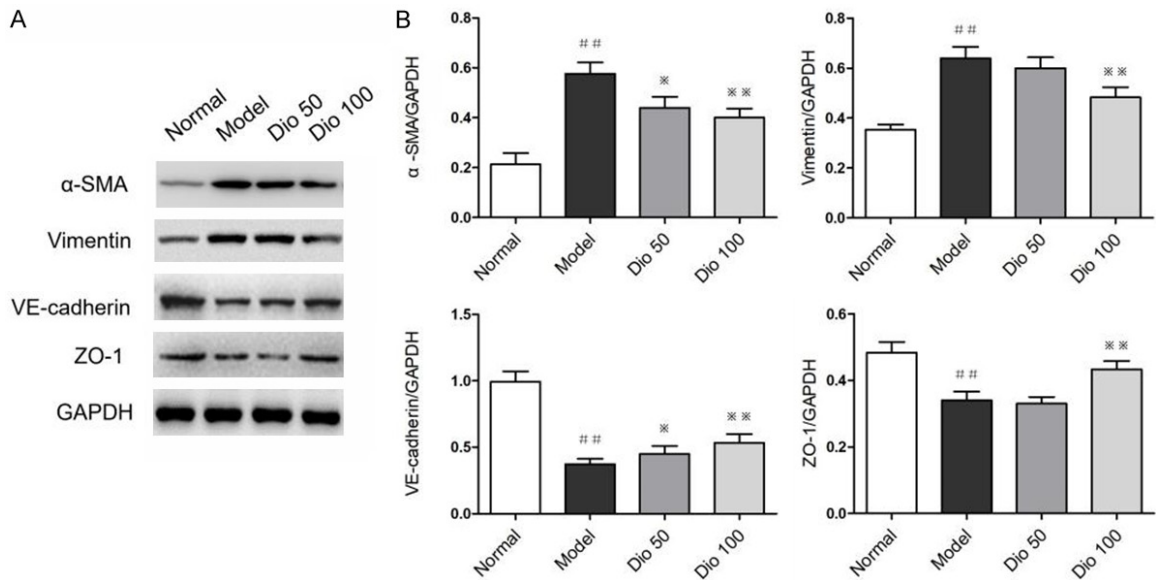 A
Normal
Model
Dio 50
Dio 100
α-SMA
Vimentin
VE-cadherin
ZO-1
GAPDH
B
α -SMA/GAPDH
0.8
0.6
0.4
0.2
0.0
# #
※
※ ※
Normal
Model
Dio 50
Dio 100
Vimentin/GAPDH
0.8
0.6
0.4
0.2
0.0
# #
※ ※
Normal
Model
Dio 50
Dio 100
VE-cadherin/GAPDH
1.5
1.0
0.5
0.0
# #
※
※ ※
Normal
Model
Dio 50
Dio 100
ZO-1/GAPDH
0.6
0.4
0.2
0.0
# #
※ ※
Normal
Model
Dio 50
Dio 100